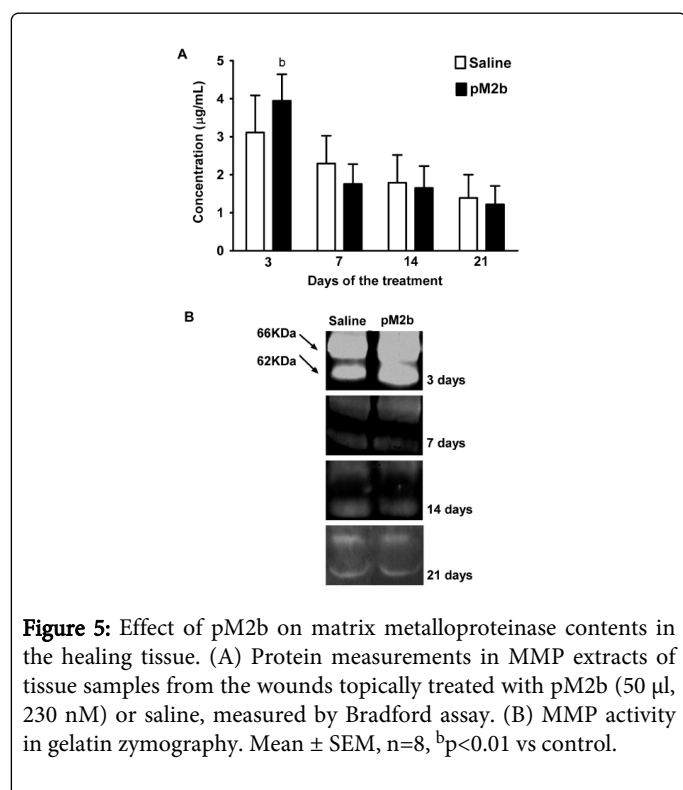 A
b
Saline
pM2b
5
4
3
2
1
0
Concentration (µg/mL)
3 7 14 21
Days of the treatment
B
Saline pM2b
66KDa
62KDa
3 days
7 days
14 days
21 days
Figure 5: Effect of pM2b on matrix metalloproteinase contents in
the healing tissue. (A) Protein measurements in MMP extracts of
tissue samples from the wounds topically treated with pM2b (50 µl,
230 nM) or saline, measured by Bradford assay. (B) MMP activity
in gelatin zymography. Mean ± SEM, n=8, ᵇp<0.01 vs control.